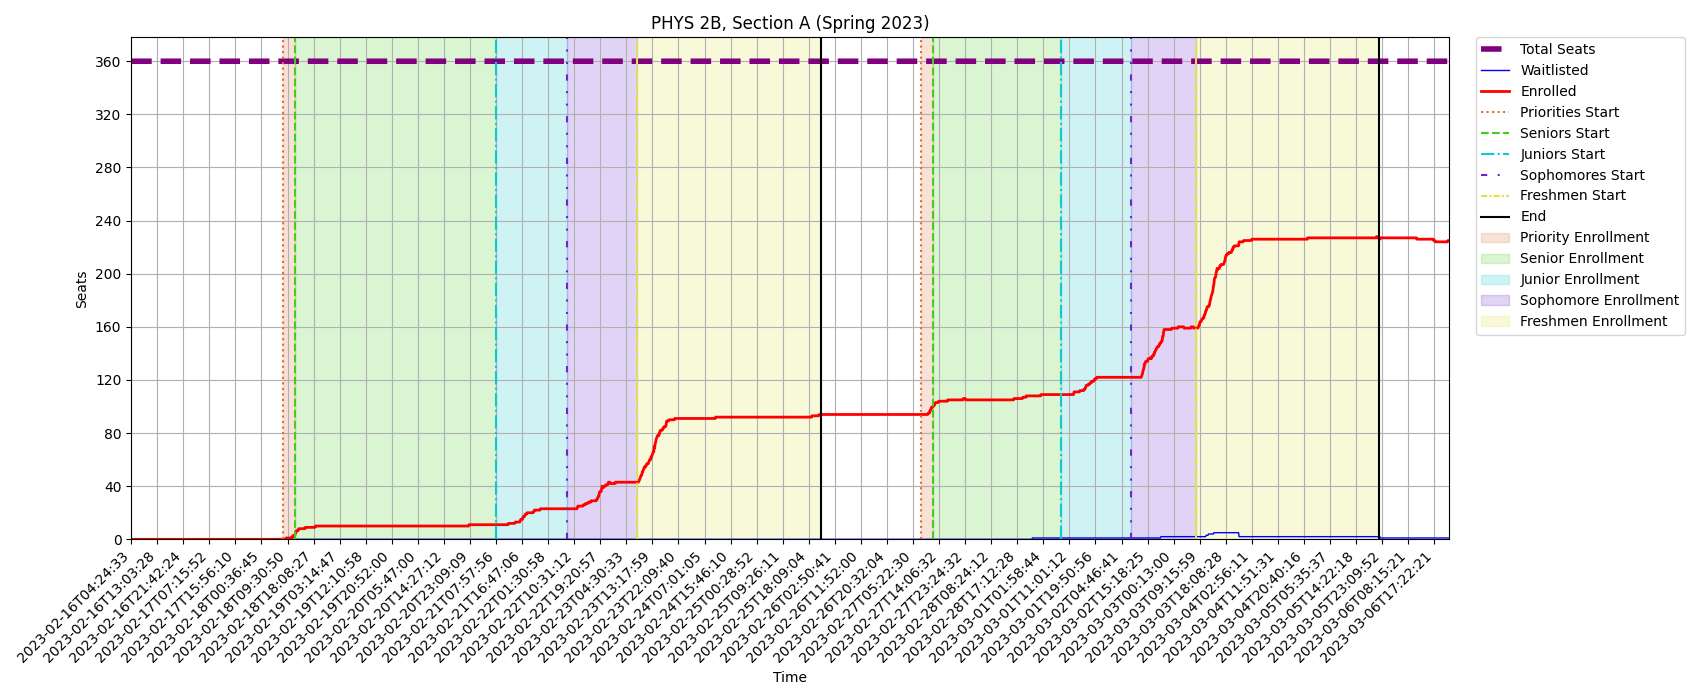 PHYS 2B, Section A (Spring 2023)
Seats
360
320
280
240
200
160
120
80
40
0
2023-02-16T04:24:33
2023-02-16T13:03:28
2023-02-16T21:42:24
2023-02-17T07:15:52
2023-02-17T15:56:10
2023-02-18T00:36:45
2023-02-18T09:30:50
2023-02-18T18:08:27
2023-02-19T03:14:47
2023-02-19T12:10:58
2023-02-19T20:52:00
2023-02-20T05:47:00
2023-02-20T14:27:12
2023-02-20T23:09:09
2023-02-21T07:57:56
2023-02-21T16:47:06
2023-02-22T01:30:58
2023-02-22T10:31:12
2023-02-22T19:20:57
2023-02-23T04:30:33
2023-02-23T13:17:59
2023-02-23T22:09:40
2023-02-24T07:01:05
2023-02-24T15:46:10
2023-02-25T00:28:52
2023-02-25T09:26:11
2023-02-25T18:09:04
2023-02-26T02:50:41
2023-02-26T11:52:00
2023-02-26T20:32:04
2023-02-27T05:22:30
2023-02-27T14:06:32
2023-02-27T23:24:32
2023-02-28T08:24:12
2023-02-28T17:12:28
2023-03-01T01:58:44
2023-03-01T11:01:12
2023-03-01T19:50:56
2023-03-02T04:46:41
2023-03-02T15:18:25
2023-03-03T00:13:00
2023-03-03T09:15:59
2023-03-03T18:08:28
2023-03-04T02:56:11
2023-03-04T11:51:31
2023-03-04T20:40:16
2023-03-05T05:35:37
2023-03-05T14:22:18
2023-03-05T23:09:52
2023-03-06T08:15:21
2023-03-06T17:22:21
Time
Total Seats
Waitlisted
Enrolled
Priorities Start
Seniors Start
Juniors Start
Sophomores Start
Freshmen Start
End
Priority Enrollment
Senior Enrollment
Junior Enrollment
Sophomore Enrollment
Freshmen Enrollment